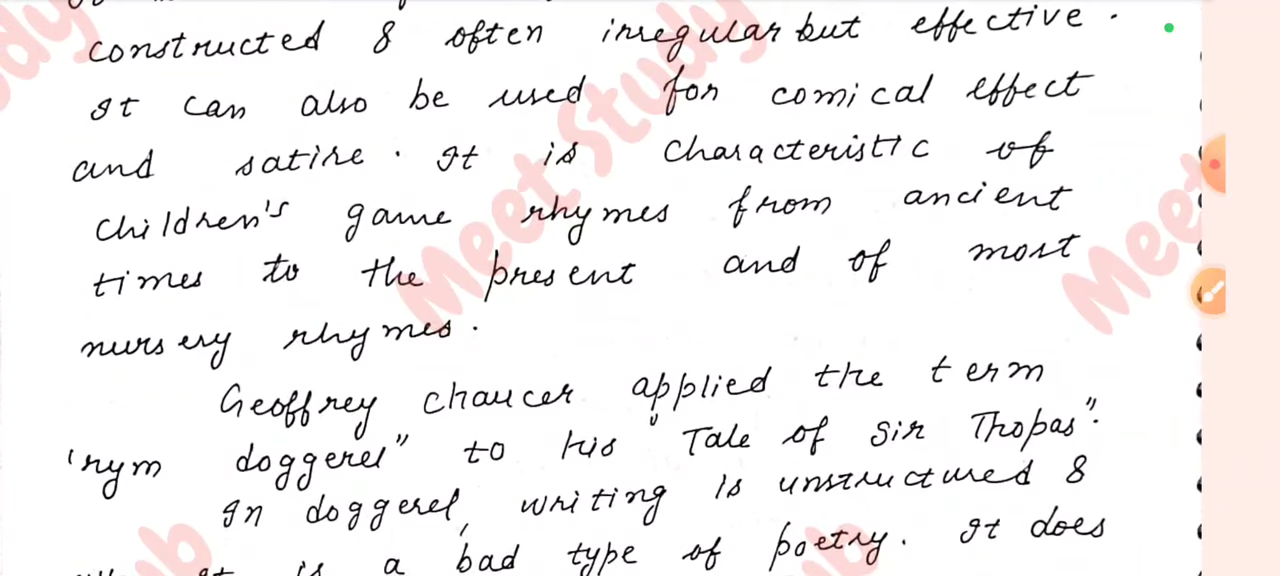 constructed & often irregular but effective.
It can also be used for comical effect
and satire. It is characteristic of
children's game rhymes from ancient
times to the present and of most
nursery rhymes.
Geoffrey chaucer applied the term
'rym doggerel" to his "Tale of Sir Thopas".
In doggerel, writing is unstructured &
It is a bad type of poetry. It does
Meet Study